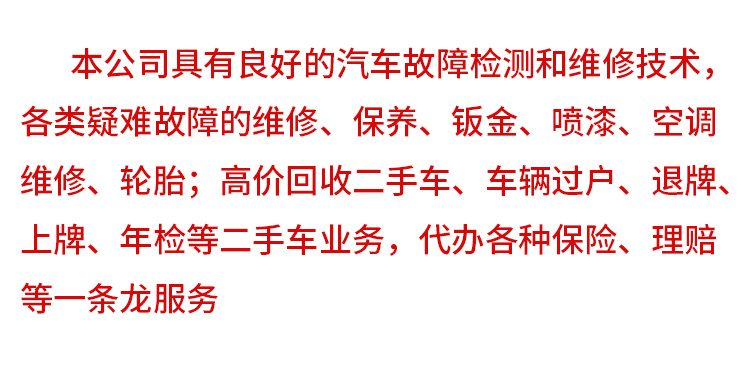 本公司具有良好的汽车故障检测和维修技术，
各类疑难故障的维修、保养、钣金、喷漆、空调
维修、轮胎；高价回收二手车、车辆过户、退牌、
上牌、年检等二手车业务，代办各种保险、理赔
等一条龙服务